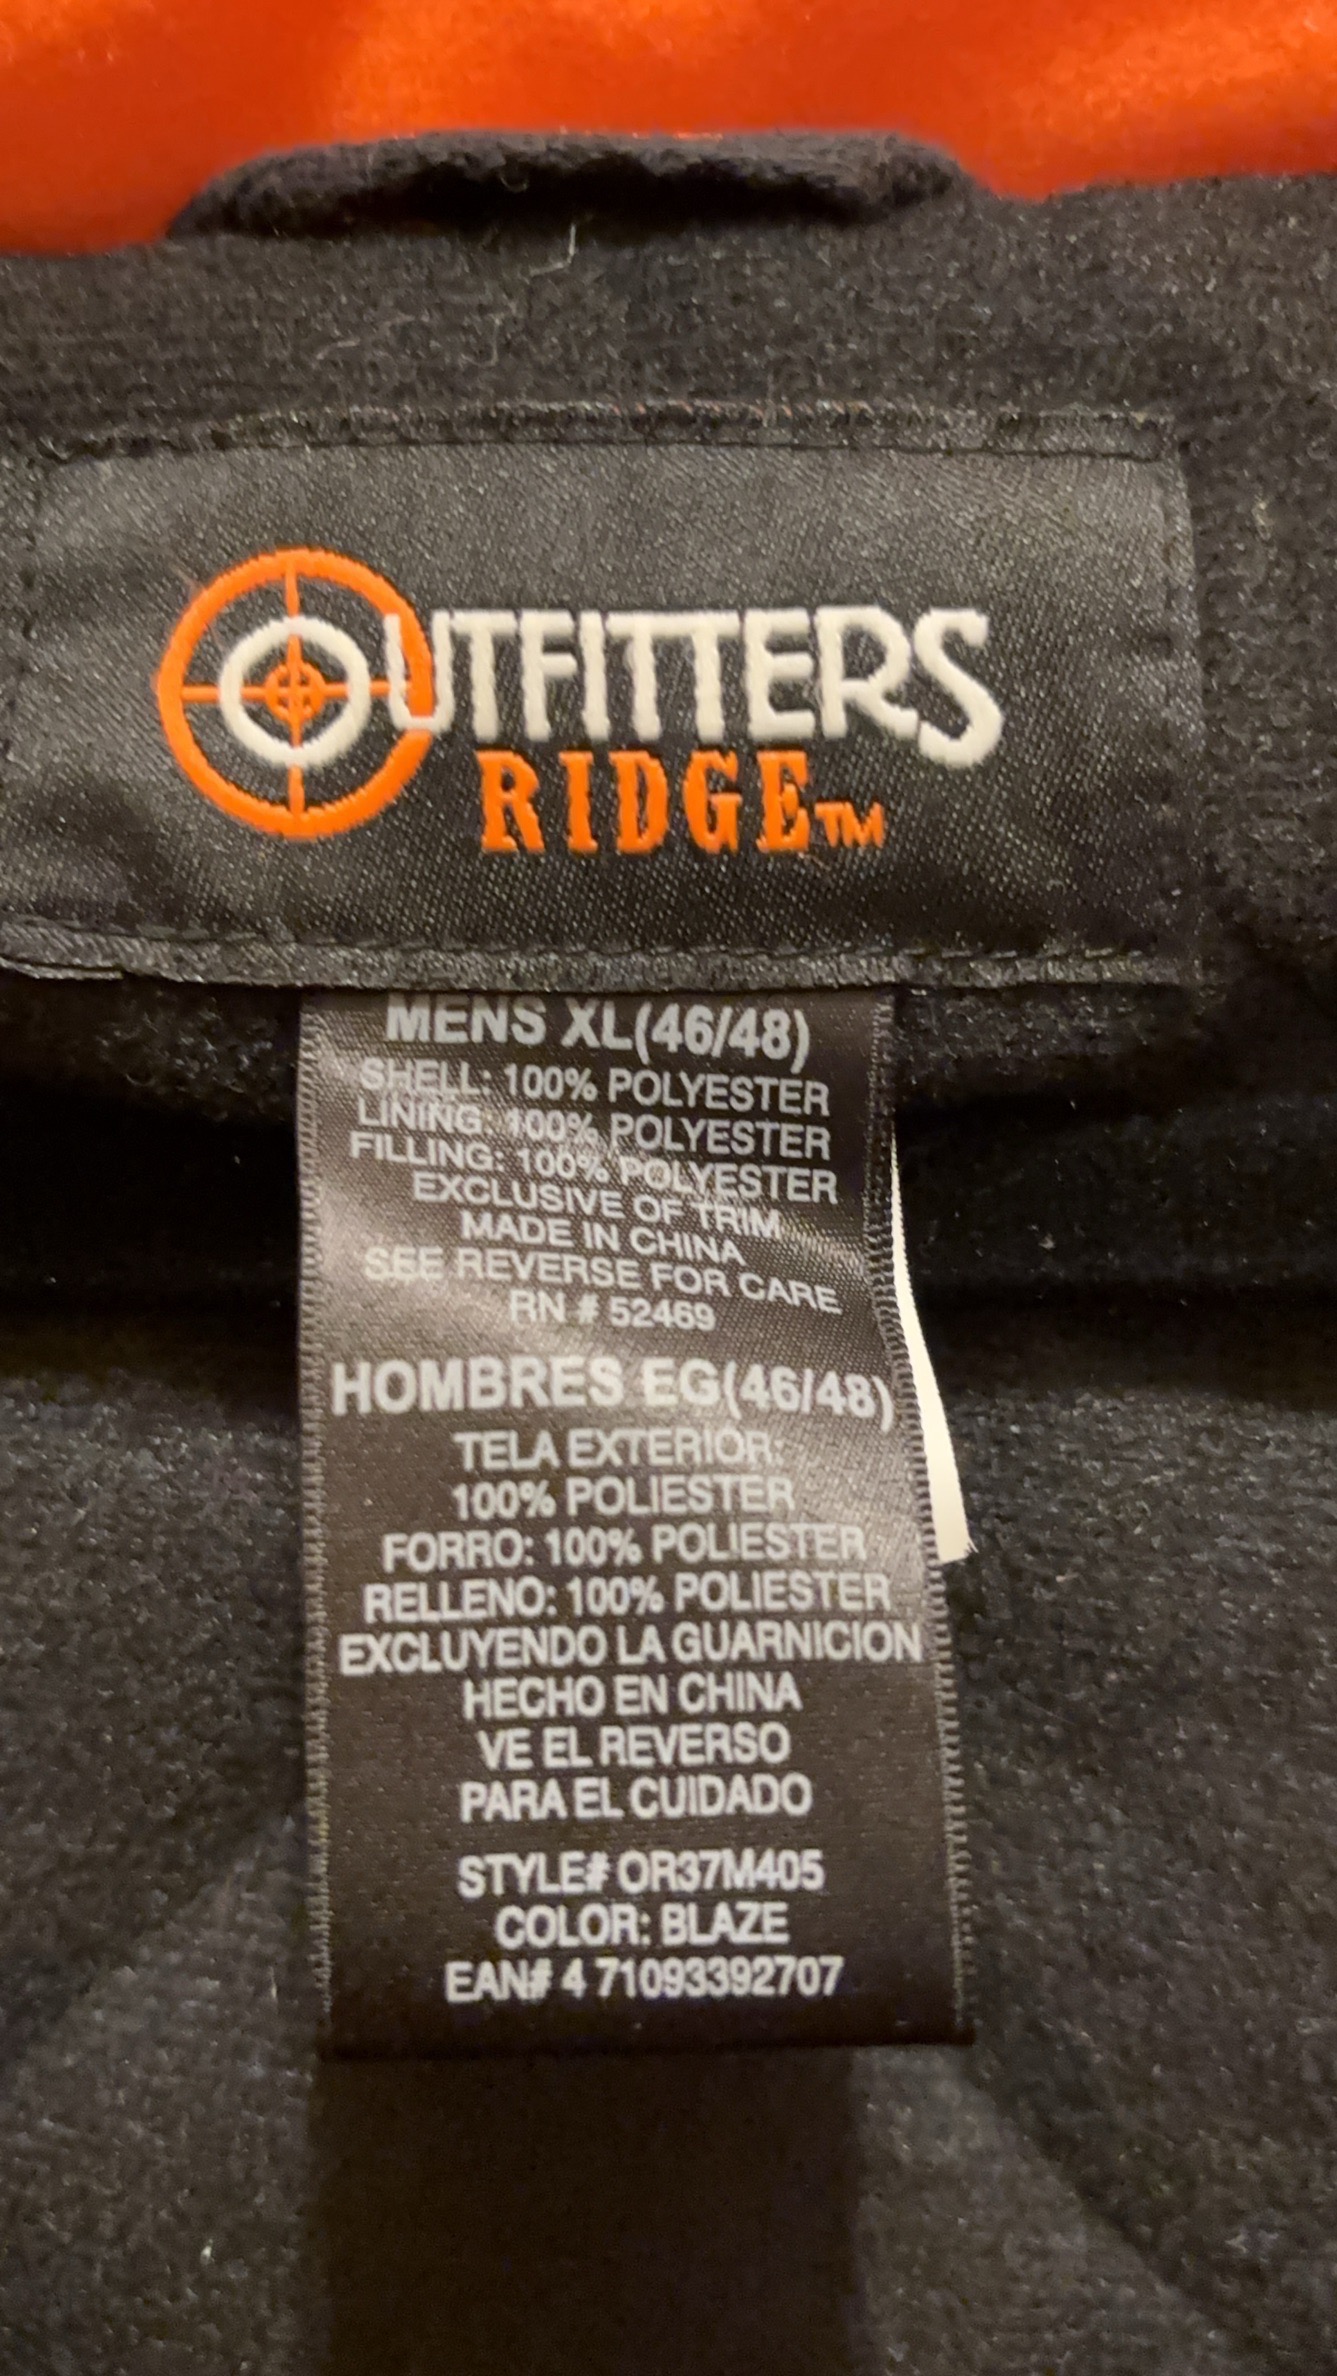 OUTFITTERS
RIDGE™
MENS XL(46/48)
SHELL: 100% POLYESTER
LINING: 100% POLYESTER
FILLING: 100% POLYESTER
EXCLUSIVE OF TRIM
MADE IN CHINA
SEE REVERSE FOR CARE
RN # 52469
HOMBRES EG(46/48)
TELA EXTERIOR:
100% POLIESTER
FORRO: 100% POLIESTER
RELLENO: 100% POLIESTER
EXCLUYENDO LA GUARNICION
HECHO EN CHINA
VE EL REVERSO
PARA EL CUIDADO
STYLE# OR37M405
COLOR: BLAZE
EAN# 4 71093392707